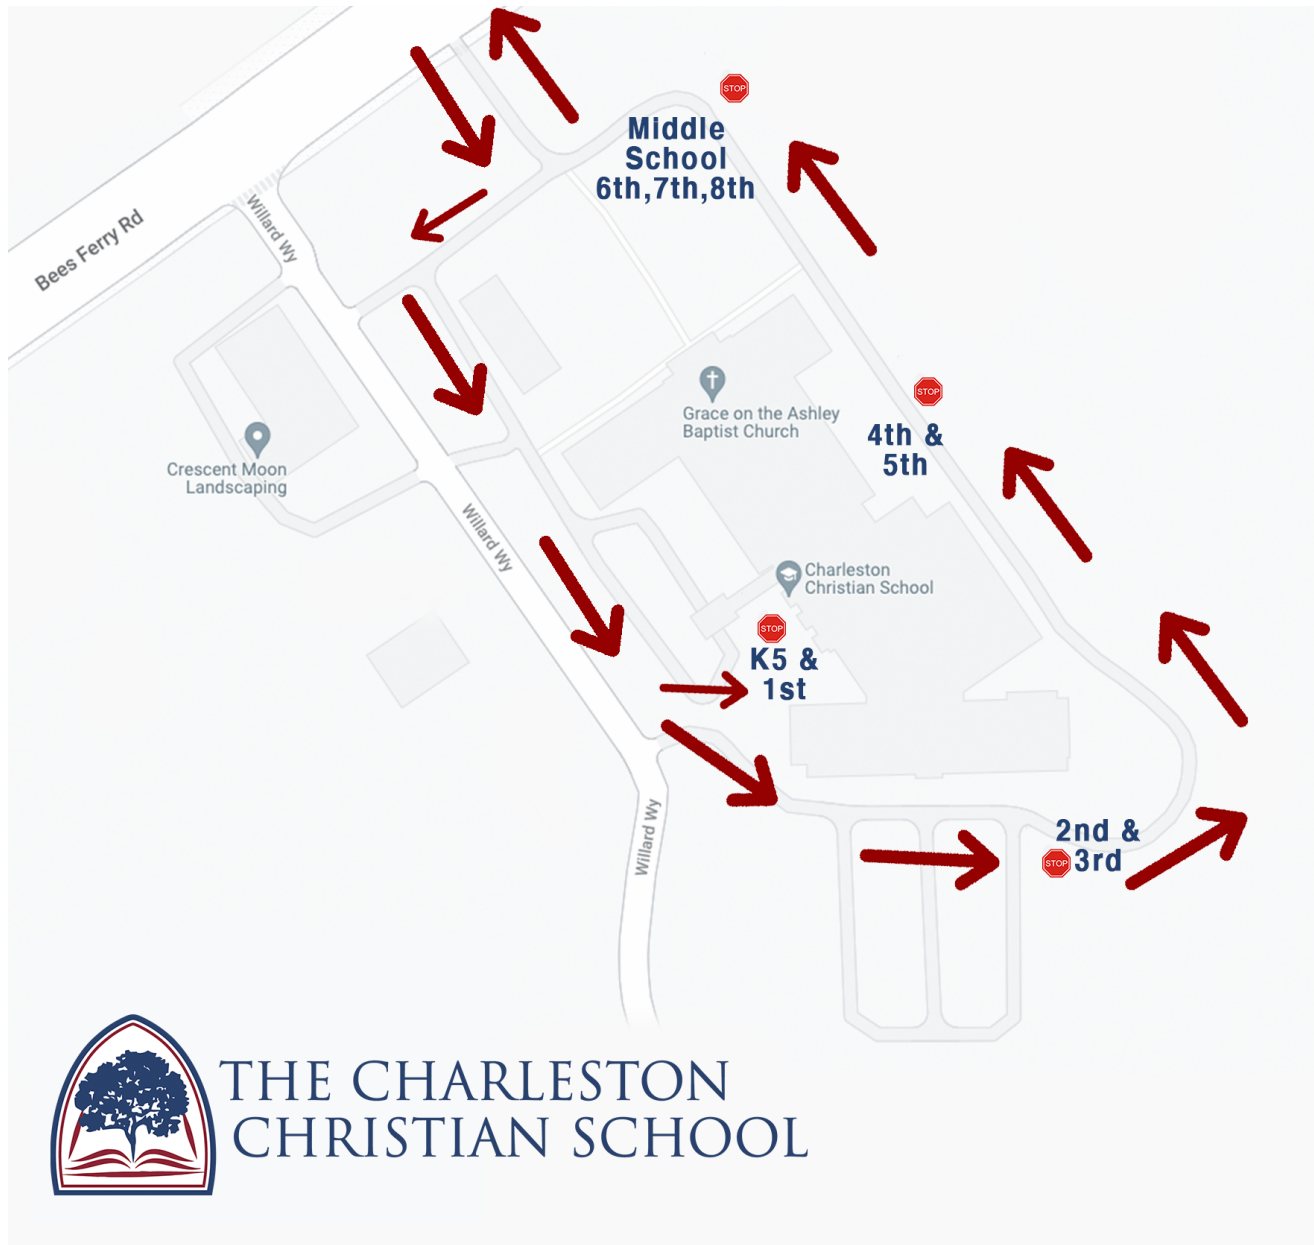 STOP
Middle
School
6th,7th,8th
Willard Wy
Bees Ferry Rd
Grace on the Ashley
Baptist Church
STOP
4th &
5th
Crescent Moon
Landscaping
Willard Wy
Charleston
Christian School
STOP
K5 &
1st
Willard Wy
2nd &
STOP
3rd
THE CHARLESTON
CHRISTIAN SCHOOL